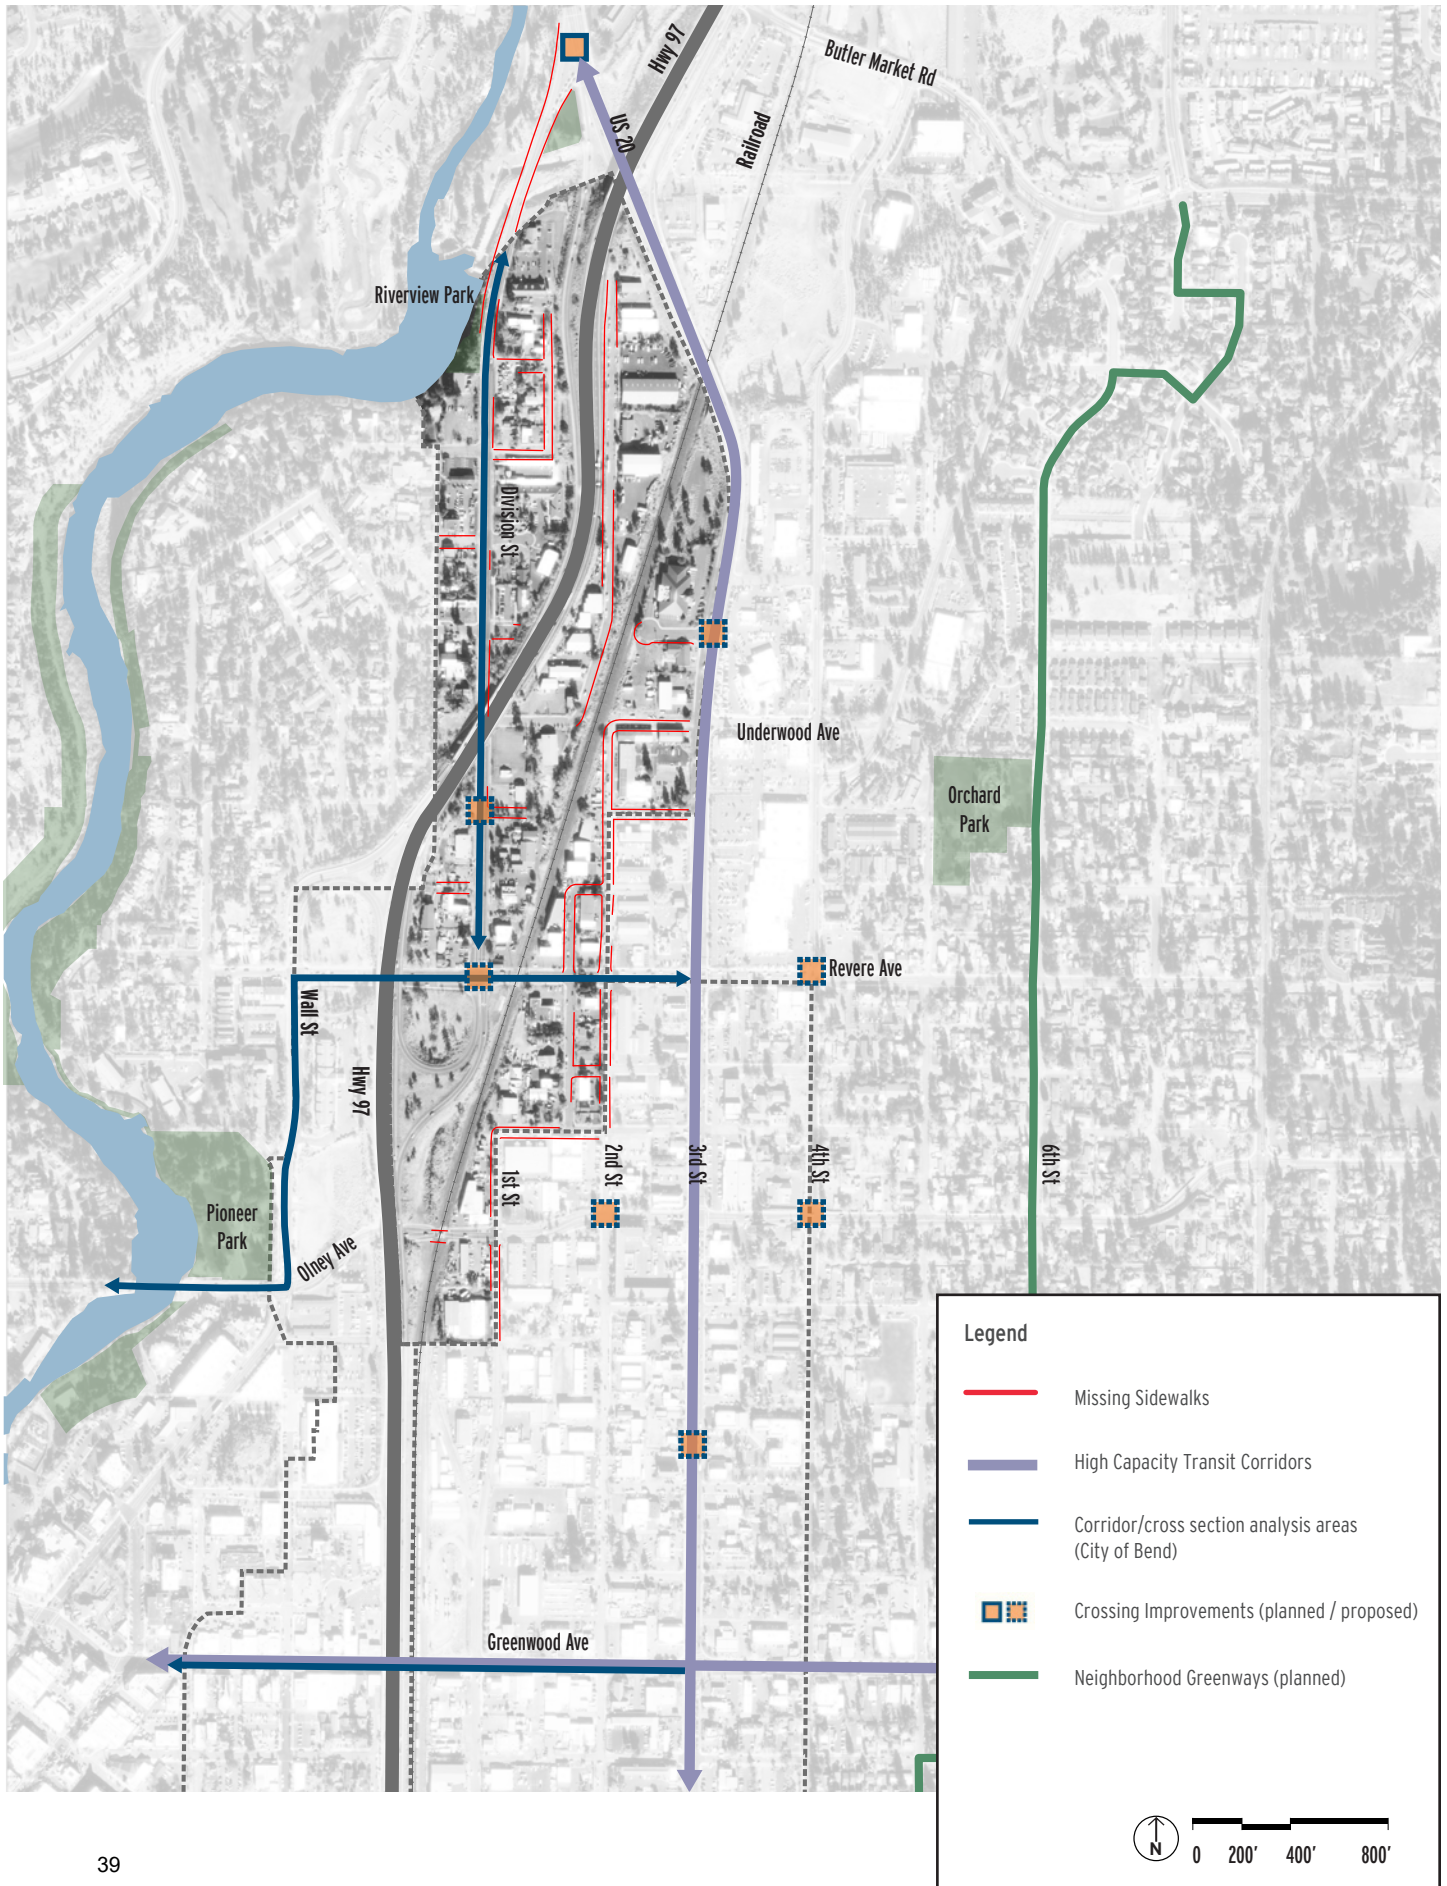 Hwy 97
Butler Market Rd
US 20
Railroad
Riverview Park
Division St
Underwood Ave
Orchard
Park
Revere Ave
Wall St
Hwy 97
1st St
2nd St
3rd St
4th St
6th St
Pioneer
Park
Olney Ave
Greenwood Ave
Legend
Missing Sidewalks
High Capacity Transit Corridors
Corridor/cross section analysis areas
(City of Bend)
Crossing Improvements (planned / proposed)
Neighborhood Greenways (planned)
N
0 200' 400' 800'
39